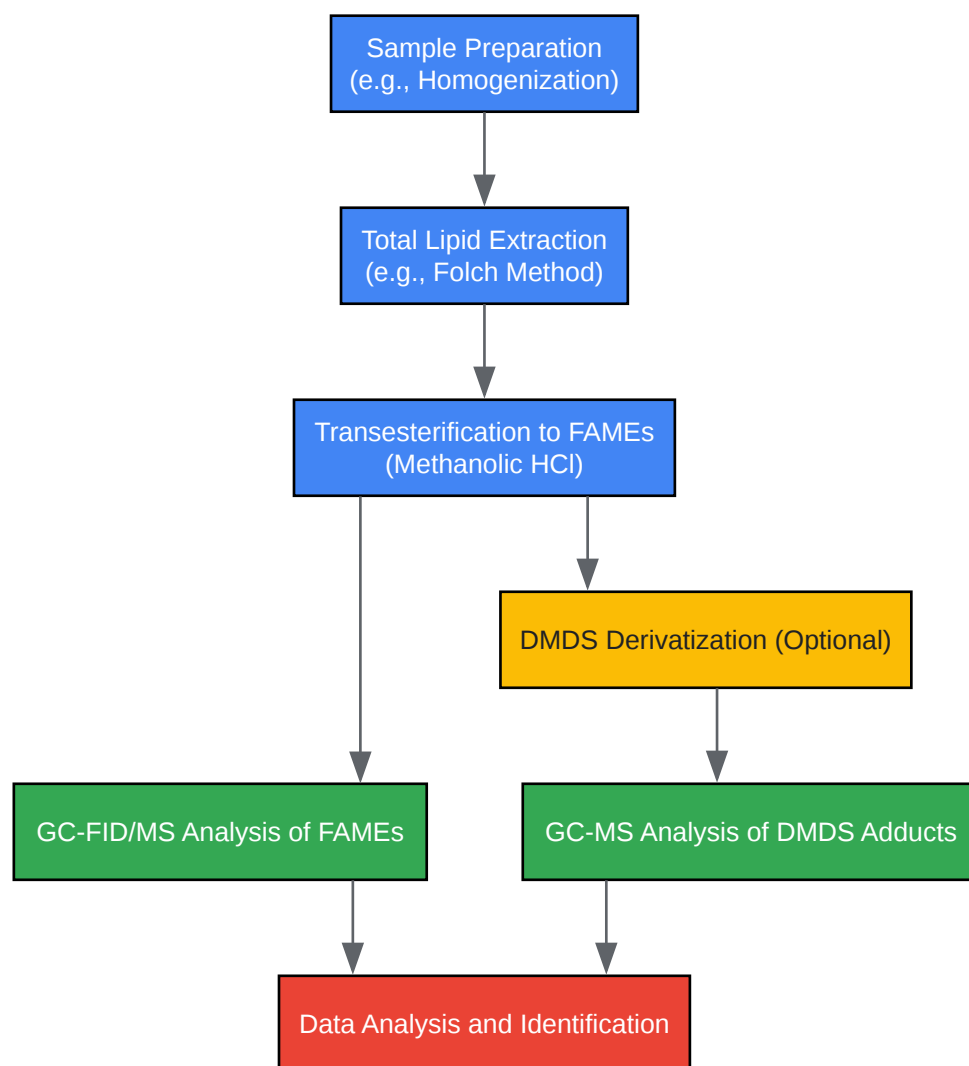 Sample Preparation
(e.g., Homogenization)
Total Lipid Extraction
(e.g., Folch Method)
Transesterification to FAMEs
(Methanolic HCl)
DMDS Derivatization (Optional)
GC-FID/MS Analysis of FAMEs
GC-MS Analysis of DMDS Adducts
Data Analysis and Identification